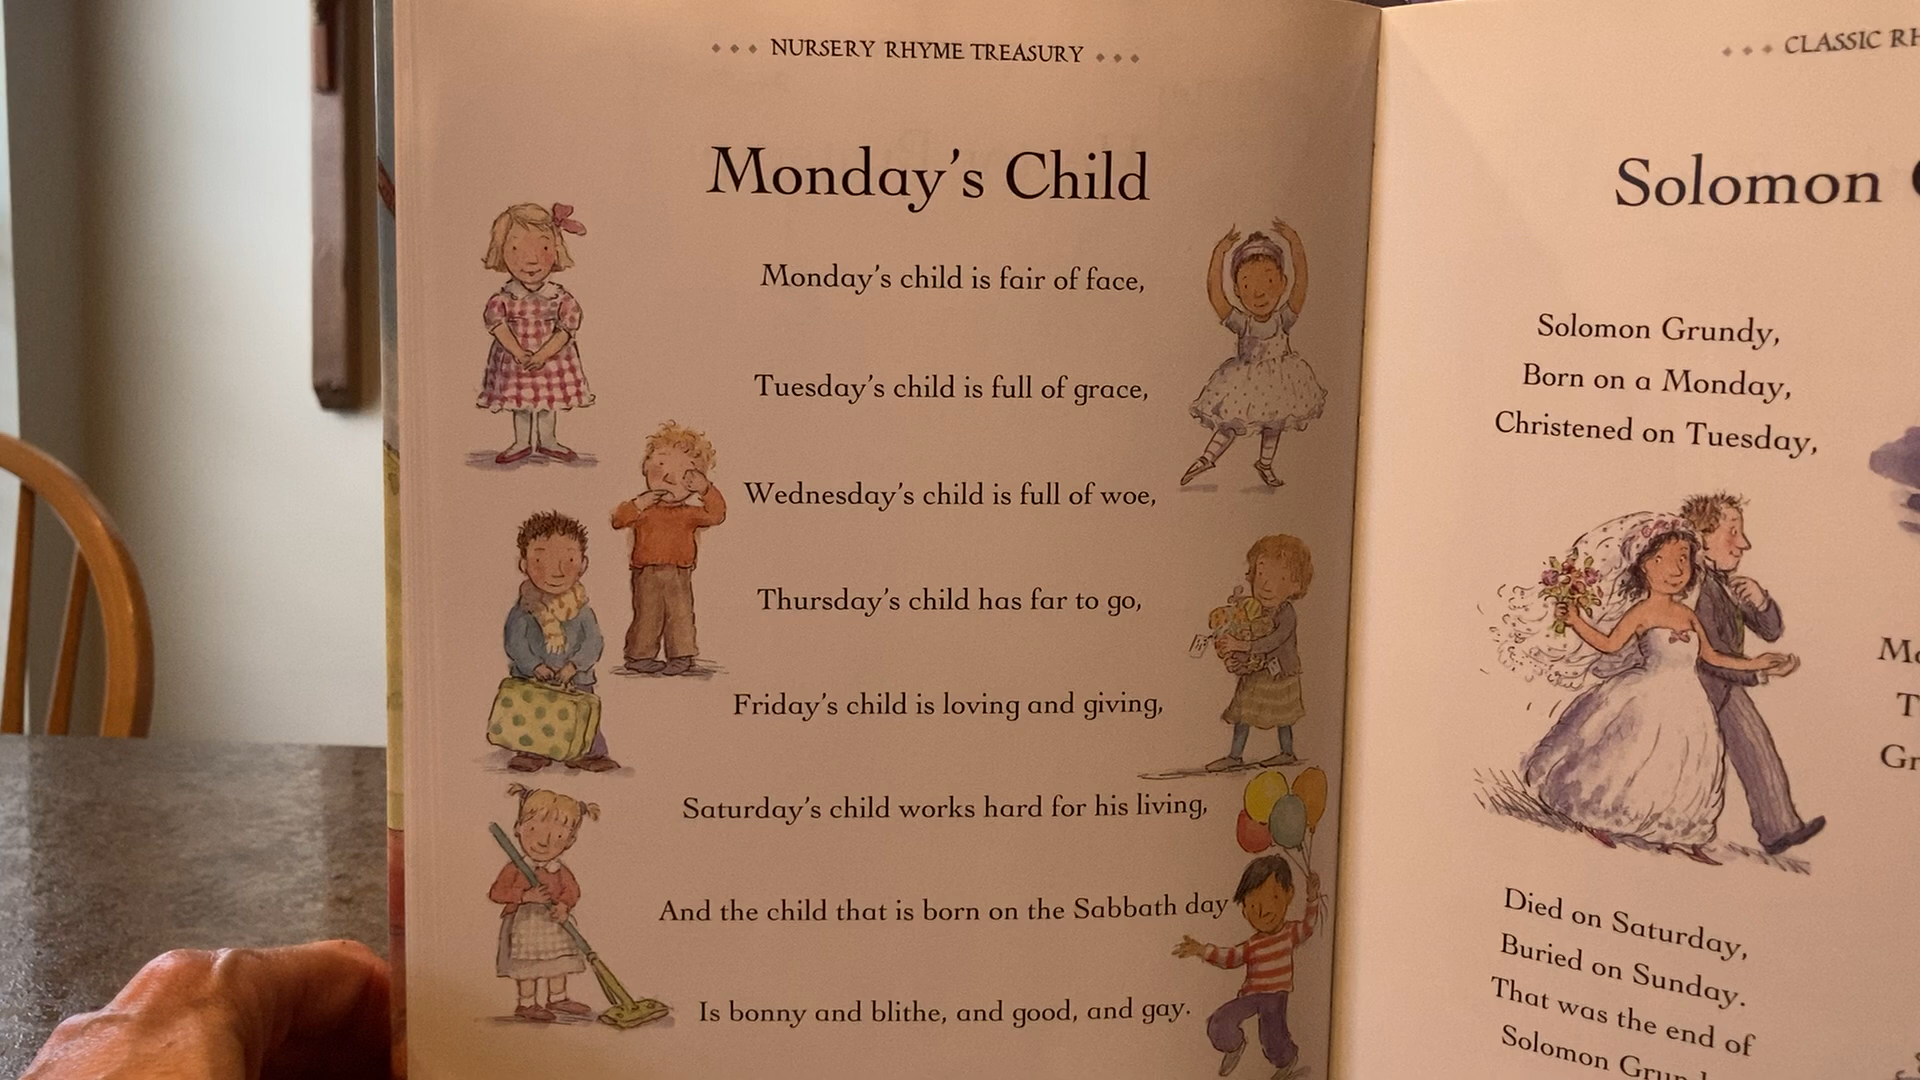 NURSERY RHYME TREASURY
Monday's Child
Monday's child is fair of face,
Tuesday's child is full of grace,
Wednesday's child is full of woe,
Thursday's child has far to go,
Friday's child is loving and giving,
Saturday's child works hard for his living,
And the child that is born on the Sabbath day
Is bonny and blithe, and good, and gay.
CLASSIC
Solomon
Solomon Grundy,
Born on a Monday,
Christened on Tuesday,
Died on Saturday,
Buried on Sunday.
That was the end of
Solomon